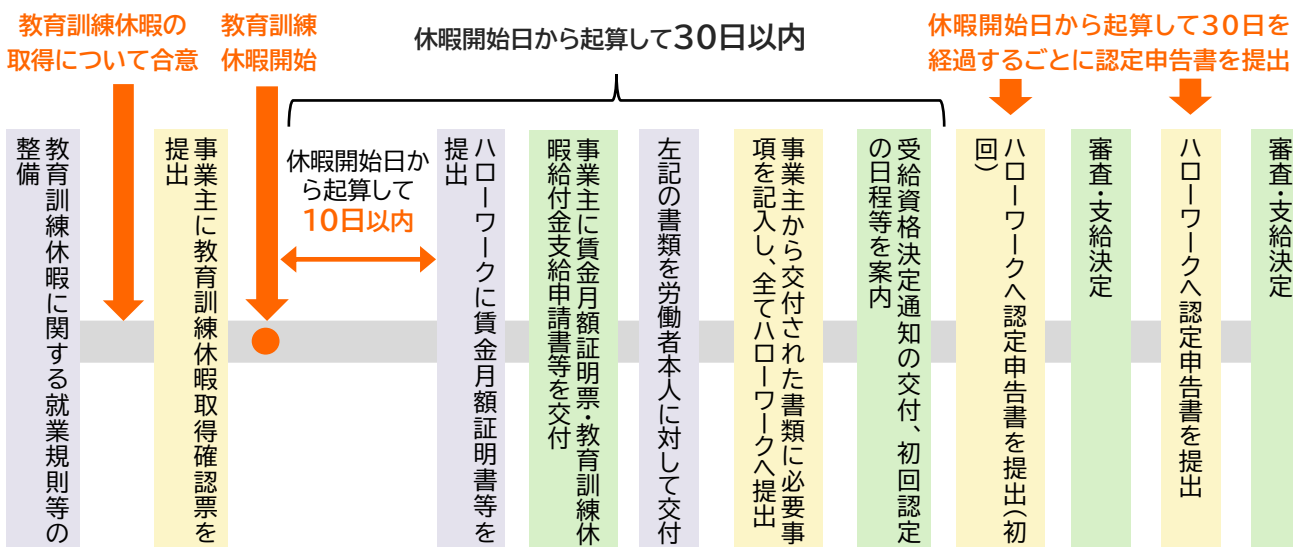 教育訓練休暇の
取得について合意
教育訓練
休暇開始
休暇開始日から起算して30日以内
休暇開始日から起算して30日を
経過するごとに認定申告書を提出
教育訓練休暇に関する就業規則等の
整備
事業主に教育訓練休暇取得確認票を
提出
休暇開始日か
ら起算して
10日以内
ハローワークに賃金月額証明書等を
提出
事業主に賃金月額証明票・教育訓練休
暇給付金支給申請書等を交付
左記の書類を労働者本人に対して交付
事業主から交付された書類に必要事
項を記入し、全てハローワークへ提出
受給資格決定通知の交付、初回認定
の日程等を案内
ハローワークへ認定申告書を提出(初
回)
審査・支給決定
ハローワークへ認定申告書を提出
審査・支給決定